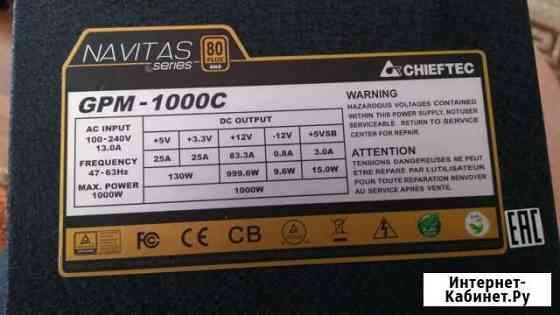 NAVITAS
series
80
PLUS
GOLD
CHIEFTEC
GPM-1000C
AC INPUT
100-240V
13.0A
FREQUENCY
47-63Hz
MAX. POWER
1000W
DC OUTPUT
+5V +3.3V +12V -12V +5VSB
25A 25A 83.3A 0.8A 3.0A
130W 999.6W 9.6W 15.0W
1000W
WARNING
HAZARDOUS VOLTAGES CONTAINED
WITHIN THIS POWER SUPPLY, NOT USER
SERVICEABLE. RETURN TO SERVICE
CENTER FOR REPAIR.
ATTENTION
TENSIONS DANGEREUSES NE PEUT
ETRE REPARE PAR L'UTILISATEUR
POUR TOUTE REPARATION RENVOYER
AU SERVICE APRÉS VENTE.
FC CE CB
EAC
Интернет-
Кабинет.Ру